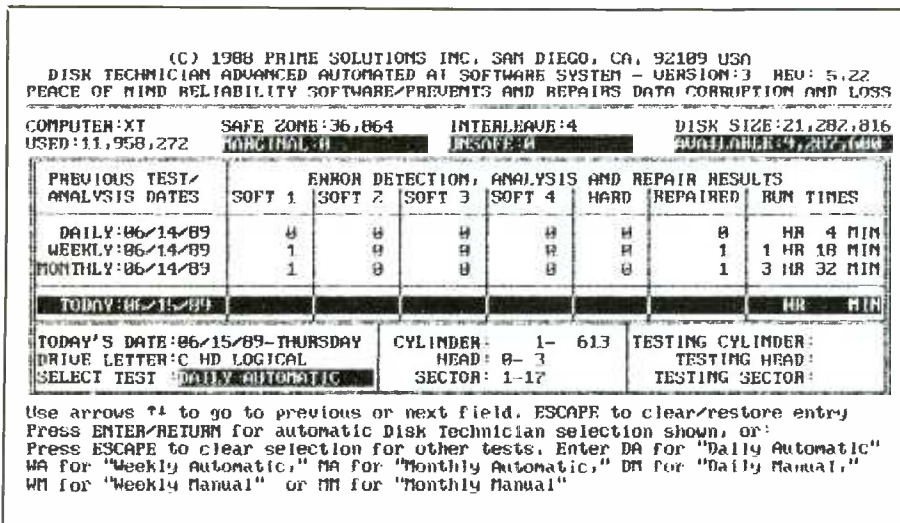 (C) 1988 PRIME SOLUTIONS INC, SAN DIEGO, CA, 92109 USA
DISK TECHNICIAN ADVANCED AUTOMATED AI SOFTWARE SYSTEM - VERSION:3 REV: 5.22
PEACE OF MIND RELIABILITY SOFTWARE/PREVENTS AND REPAIRS DATA CORRUPTION AND LOSS
COMPUTER:XT SAFE ZONE:36,864 INTERLEAVE:4 DISK SIZE:21,282,816
USED:11,958,272 MARGINAL:0 UNSAFE:0 AVAILABLE:9,287,680
PREVIOUS TEST/ ERROR DETECTION, ANALYSIS AND REPAIR RESULTS
ANALYSIS DATES SOFT 1 SOFT 2 SOFT 3 SOFT 4 HARD REPAIRED RUN TIMES
DAILY:06/14/89 0 0 0 0 0 0 HR 4 MIN
WEEKLY:06/14/89 1 0 0 0 0 1 1 HR 18 MIN
MONTHLY:06/14/89 1 0 0 0 0 1 3 HR 32 MIN
TODAY:06/15/89 HR MIN
TODAY'S DATE:06/15/89-THURSDAY CYLINDER: 1- 613 TESTING CYLINDER:
DRIVE LETTER:C HD LOGICAL HEAD: 0- 3 TESTING HEAD:
SELECT TEST :DAILY AUTOMATIC SECTOR: 1-17 TESTING SECTOR:
Use arrows ↑↓ to go to previous or next field. ESCAPE to clear/restore entry
Press ENTER/RETURN for automatic Disk Technician selection shown, or:
Press ESCAPE to clear selection for other tests. Enter DA for "Daily Automatic"
WA for "Weekly Automatic," MA for "Monthly Automatic," DM for "Daily Manual,"
WM for "Weekly Manual" or MM for "Monthly Manual"